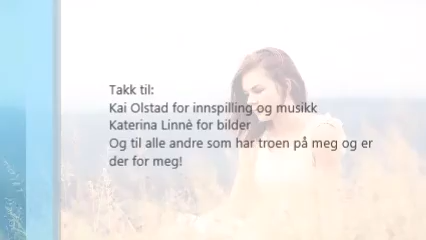 Takk til:
Kai Olstad for innspilling og musikk
Katerina Linnè for bilder
Og til alle andre som har troen på meg og er
der for meg!